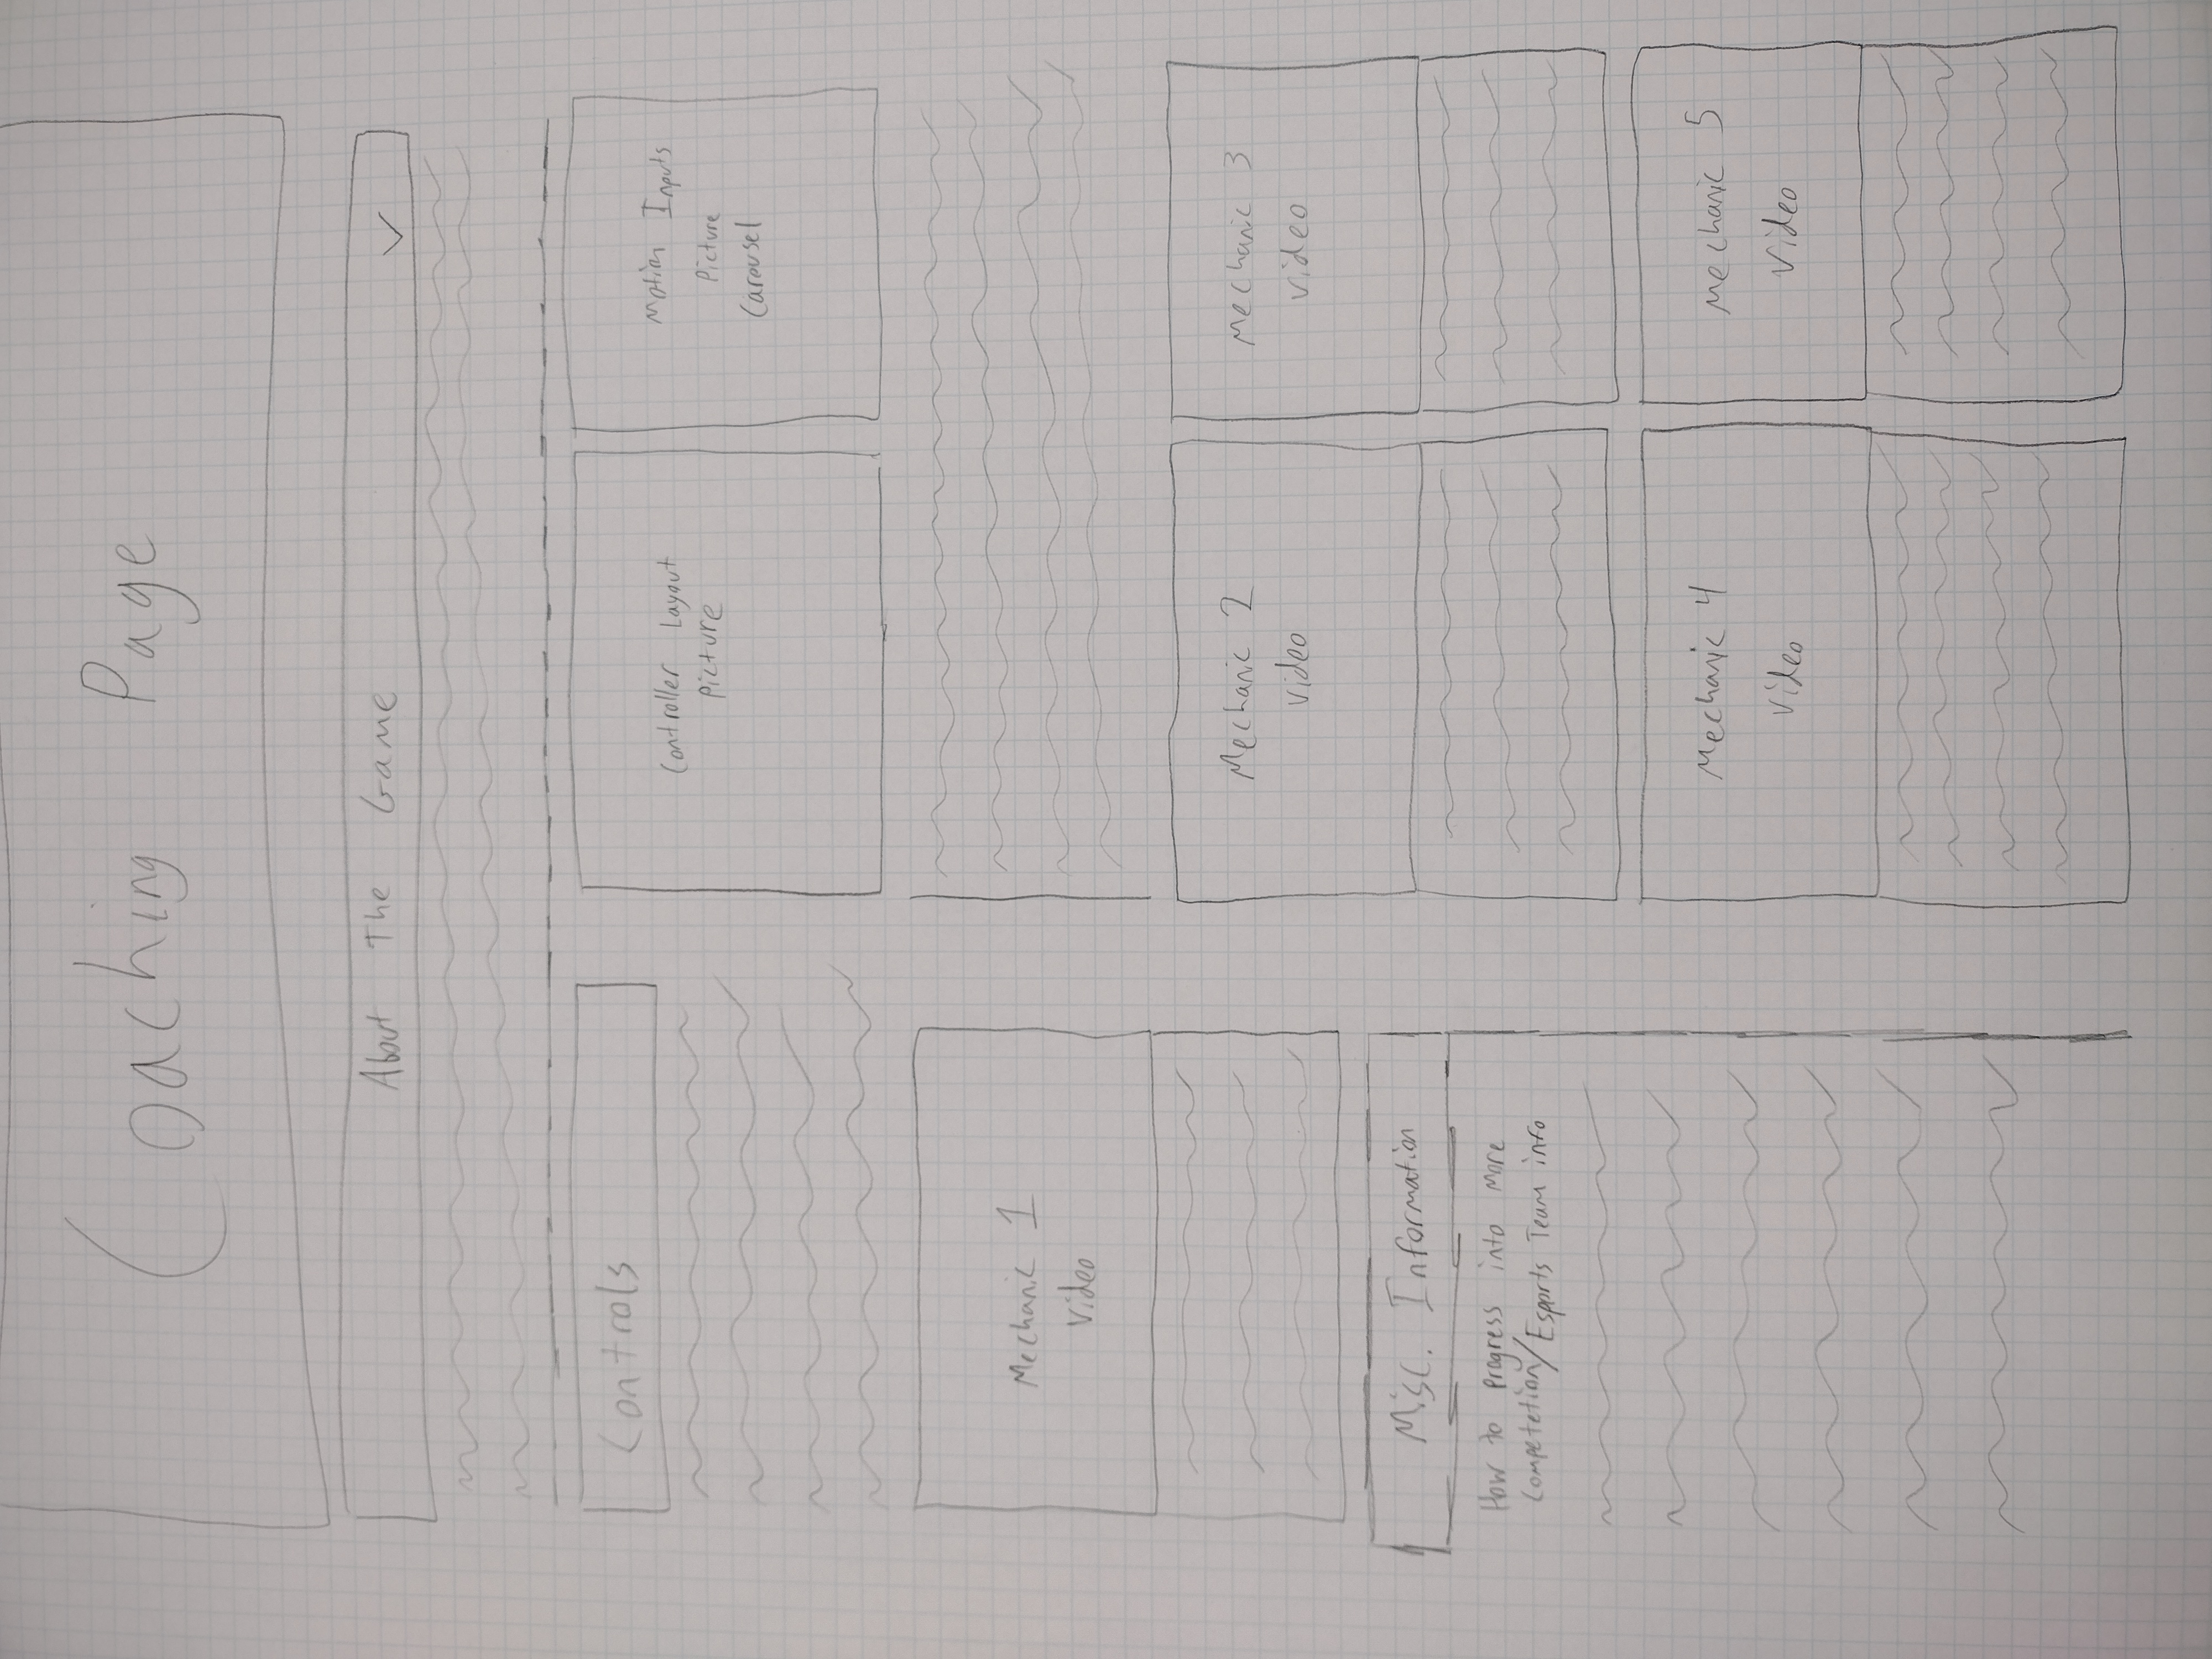 Coaching Page
About The Game
Controls
Controller Layout
Picture
Motion Inputs
Picture
Carousel
Mechanic 1
Video
Mechanic 2
Video
Mechanic 3
Video
Misc. Information
How to progress into more
Competetion/Esports Team info
Mechanic 4
Video
Mechanic 5
Video